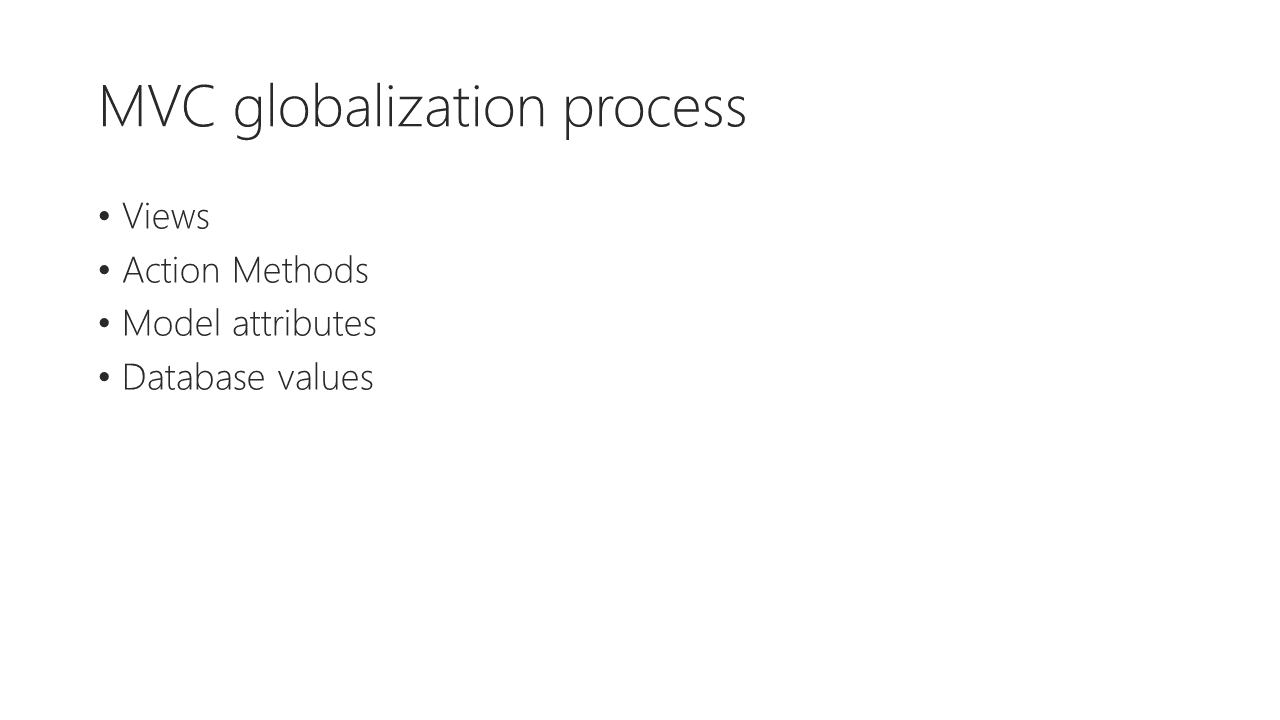 MVC globalization process
• Views
• Action Methods
• Model attributes
• Database values